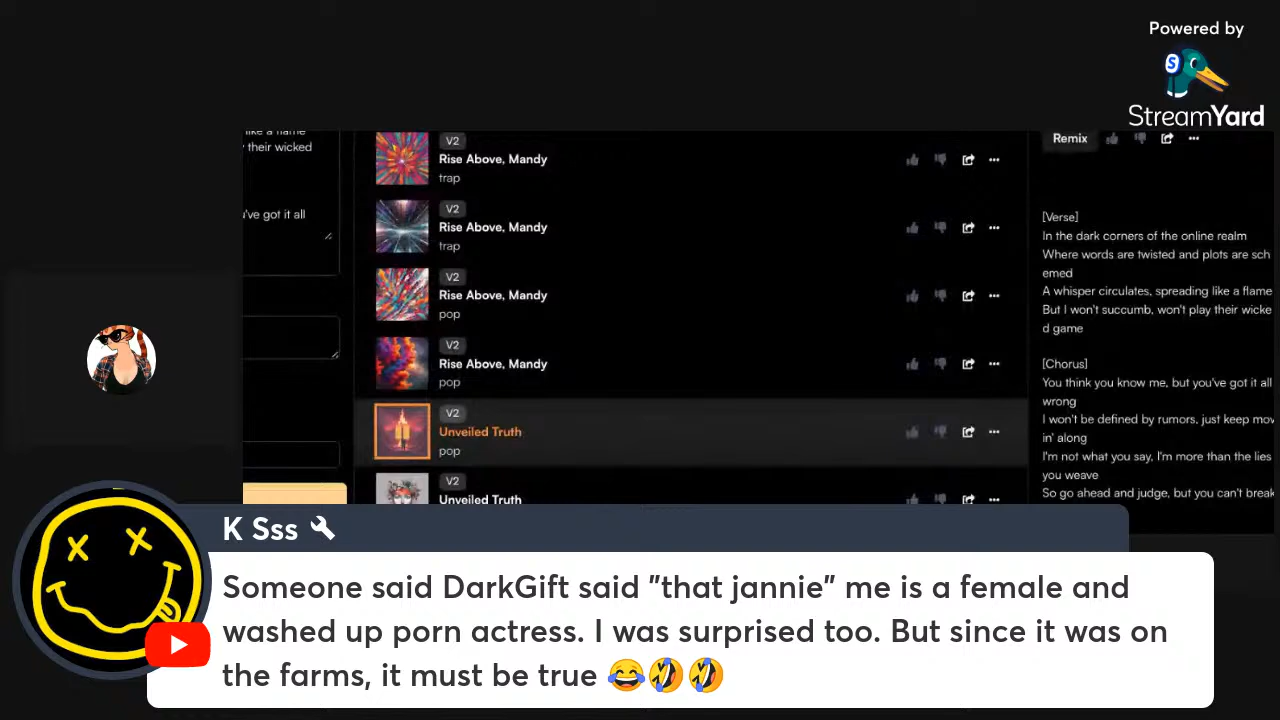 Powered by
StreamYard
like a flame
their wicked
've got it all
V2
Rise Above, Mandy
trap
V2
Rise Above, Mandy
trap
V2
Rise Above, Mandy
pop
V2
Rise Above, Mandy
pop
V2
Unveiled Truth
pop
V2
Unveiled Truth
Remix
[Verse]
In the dark corners of the online realm
Where words are twisted and plots are sch
emed
A whisper circulates, spreading like a flame
But I won't succumb, won't play their wicke
d game
[Chorus]
You think you know me, but you've got it all
wrong
I won't be defined by rumors, just keep mov
in' along
I'm not what you say, I'm more than the lies
you weave
So go ahead and judge, but you can't break
K Sss
Someone said DarkGift said "that jannie" me is a female and
washed up porn actress. I was surprised too. But since it was on
the farms, it must be true 😂🤣🤣